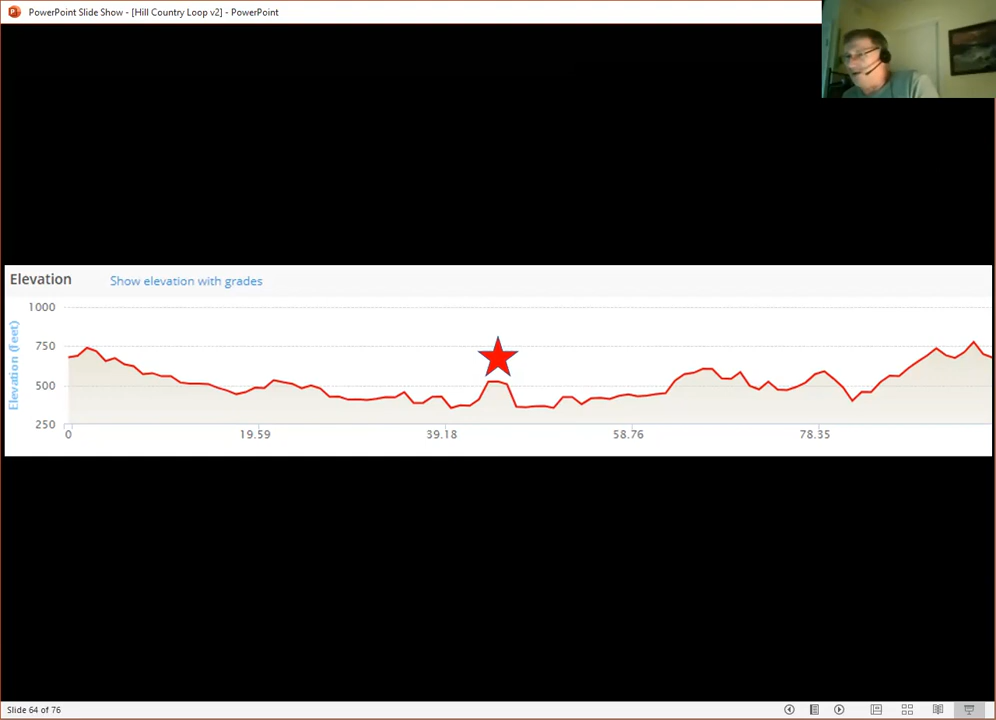 PowerPoint Slide Show - [Hill Country Loop v2] - PowerPoint
Elevation Show elevation with grades
Elevation (feet)
1000
750
500
250
0 19.59 39.18 58.76 78.35
Slide 64 of 76